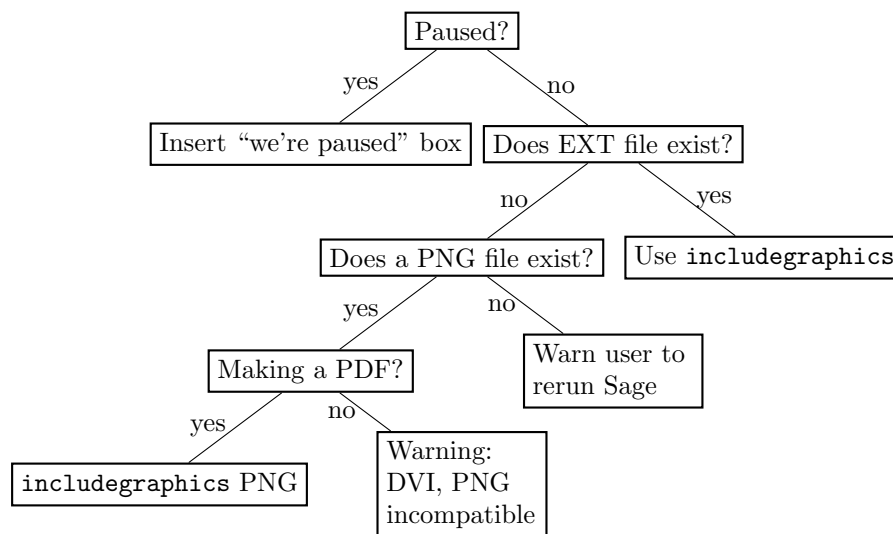 Paused?
yes
no
Insert “we’re paused” box
Does EXT file exist?
no
yes
Does a PNG file exist?
Use includegraphics
yes
no
Making a PDF?
Warn user to
rerun Sage
yes
no
includegraphics PNG
Warning:
DVI, PNG
incompatible